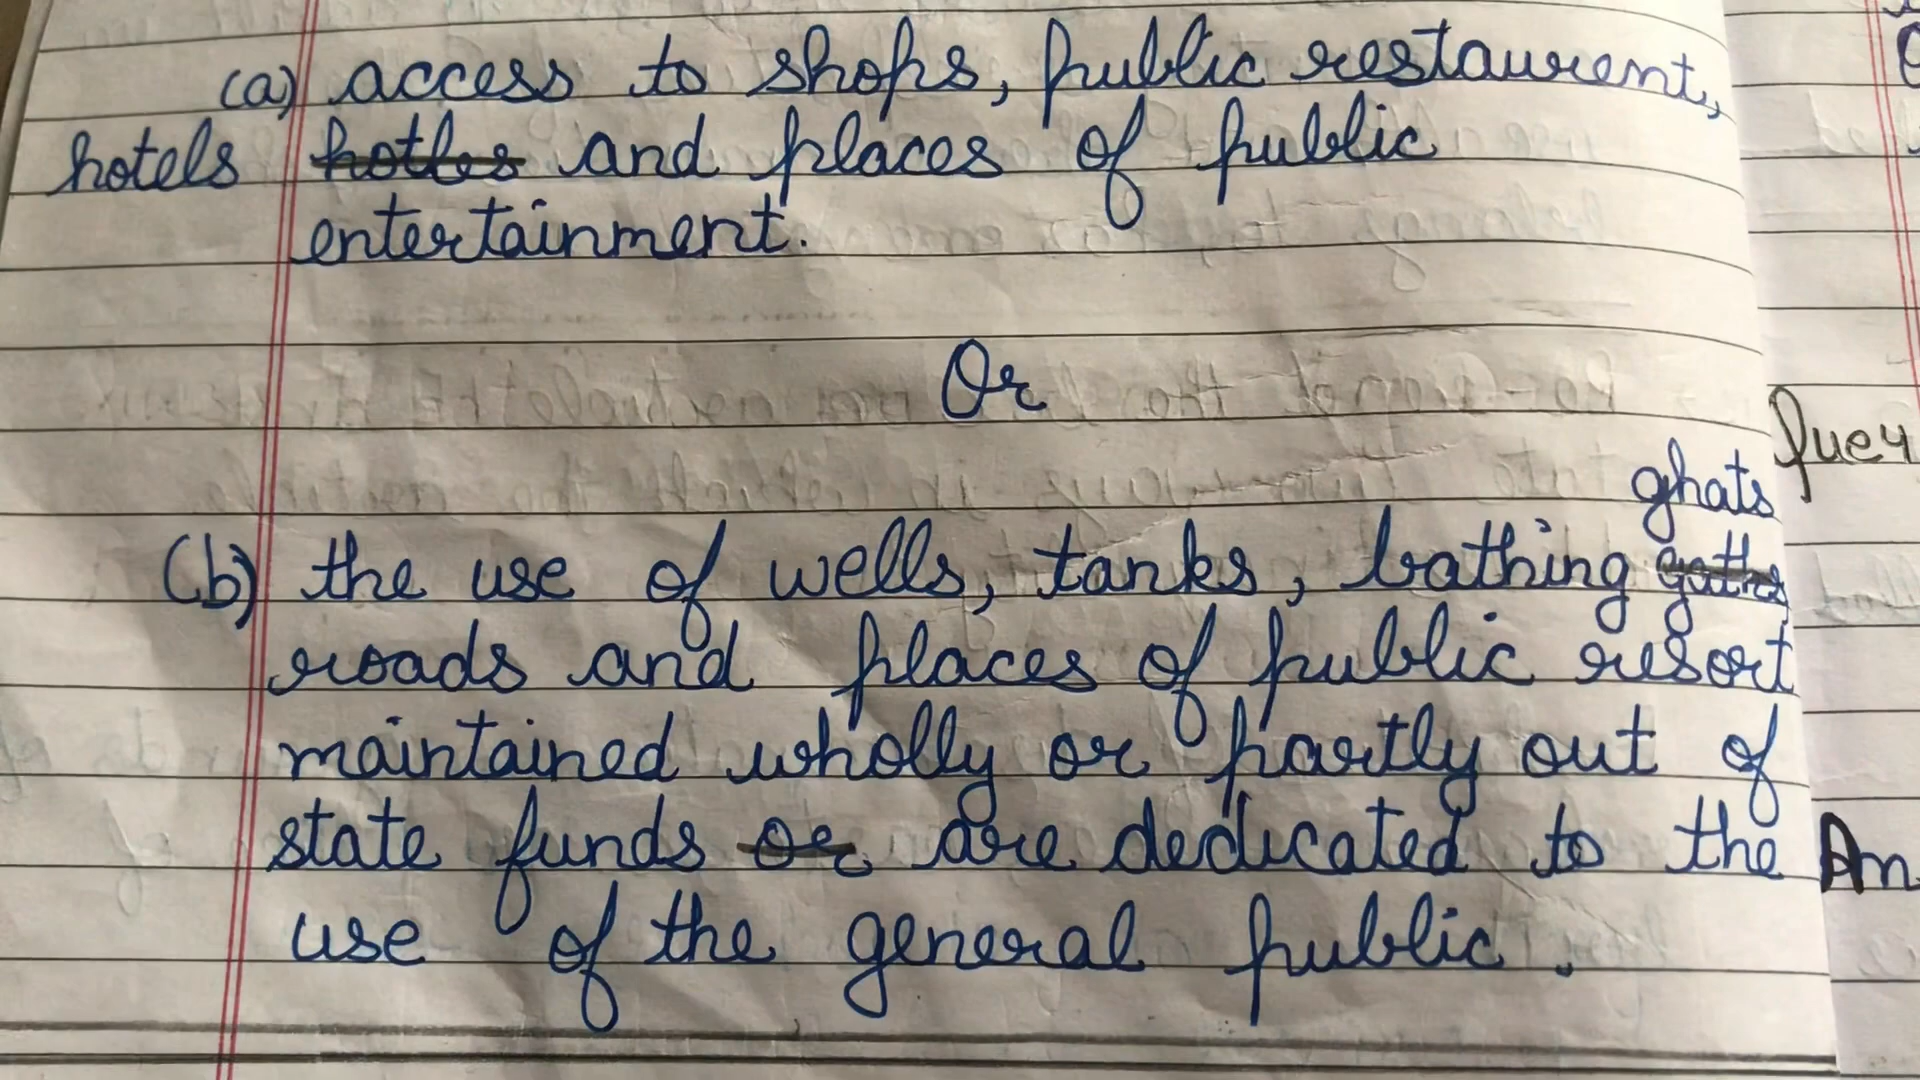 (a) access to shops, public restaurent,
hotels hotles and places of public
entertainment.
Or
ghats
(b) the use of wells, tanks, bathing gaths
roads and places of public resort
maintained wholly or partly out of
state funds or are dedicated to the
use of the general public.